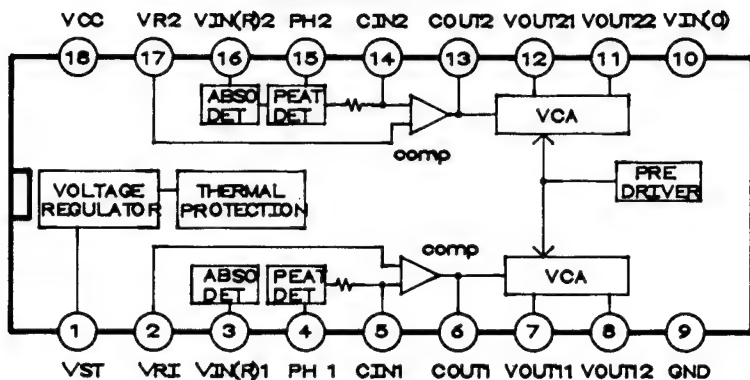 VCC VR2 VIN(R)2 PH2 CIN2 COUT2 VOUT21 VOUT22 VIN(C)
18 17 16 15 14 13 12 11 10
ABSO DET
PEAT DET
comp
VCA
VOLTAGE REGULATOR
THERMAL PROTECTION
PRE DRIVER
comp
ABSO DET
PEAT DET
VCA
1 2 3 4 5 6 7 8 9
VST VRI VIN(R)1 PH 1 CIN1 COUT1 VOUT11 VOUT12 GND